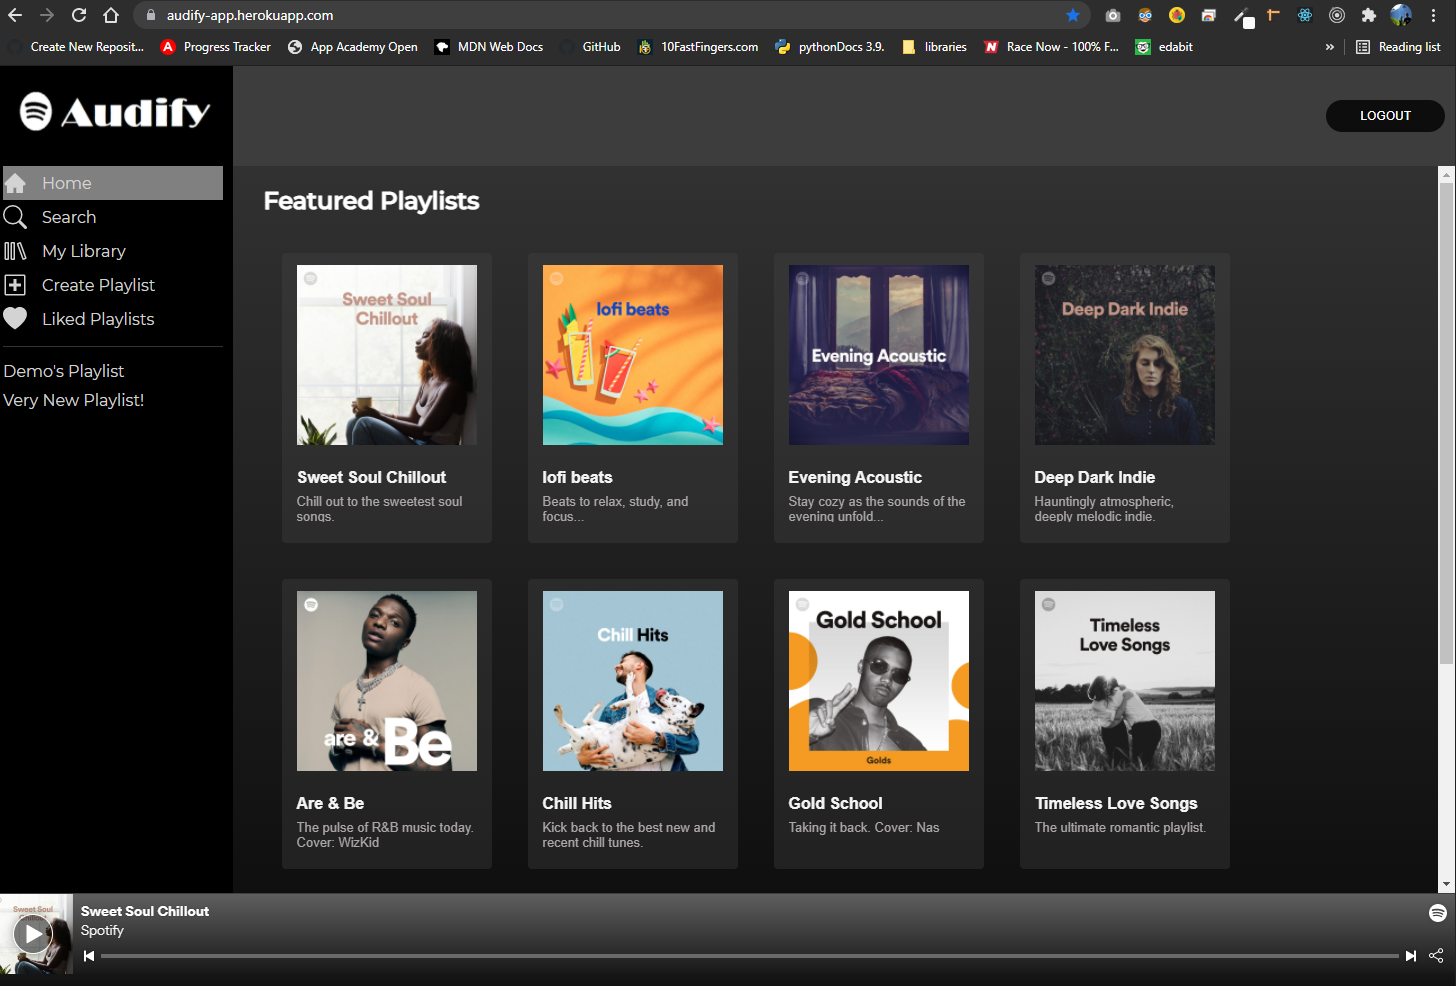 audify-app.herokuapp.com
Create New Reposit...
Progress Tracker
App Academy Open
MDN Web Docs
GitHub
10FastFingers.com
pythonDocs 3.9.
libraries
Race Now - 100% F...
edabit
»
Reading list
Audify
LOGOUT
Home
Search
My Library
Create Playlist
Liked Playlists
Demo's Playlist
Very New Playlist!
Featured Playlists
Sweet Soul
Chillout
Sweet Soul Chillout
Chill out to the sweetest soul
songs.
lofi beats
lofi beats
Beats to relax, study, and
focus...
Evening Acoustic
Evening Acoustic
Stay cozy as the sounds of the
evening unfold...
Deep Dark Indie
Deep Dark Indie
Hauntingly atmospheric,
deeply melodic indie.
are & Be
Are & Be
The pulse of R&B music today.
Cover: WizKid
Chill Hits
Chill Hits
Kick back to the best new and
recent chill tunes.
Gold School
Golds
Gold School
Taking it back. Cover: Nas
Timeless
Love Songs
Timeless Love Songs
The ultimate romantic playlist.
Sweet Soul
Chillout
Sweet Soul Chillout
Spotify